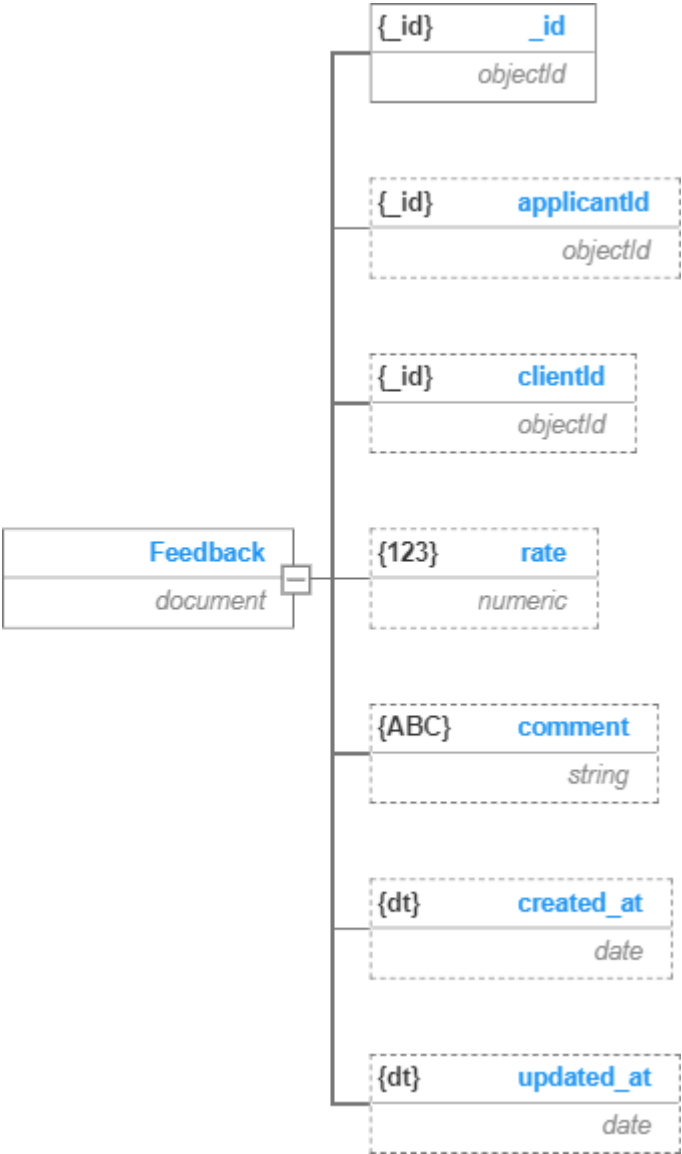 {_id} _id
objectId
{_id} applicantId
objectId
{_id} clientId
objectId
Feedback
document
{123} rate
numeric
{ABC} comment
string
{dt} created_at
date
{dt} updated_at
date